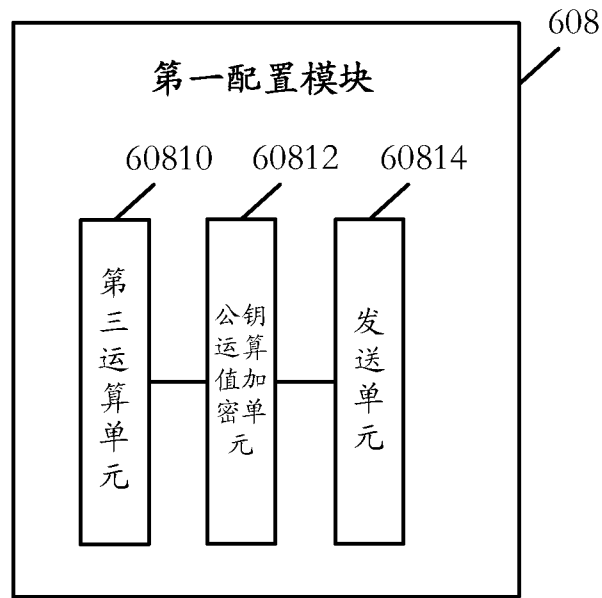 608
第一配置模块
60810
60812
60814
第三运算单元
公钥
运算
值加
密单
元
发送单元